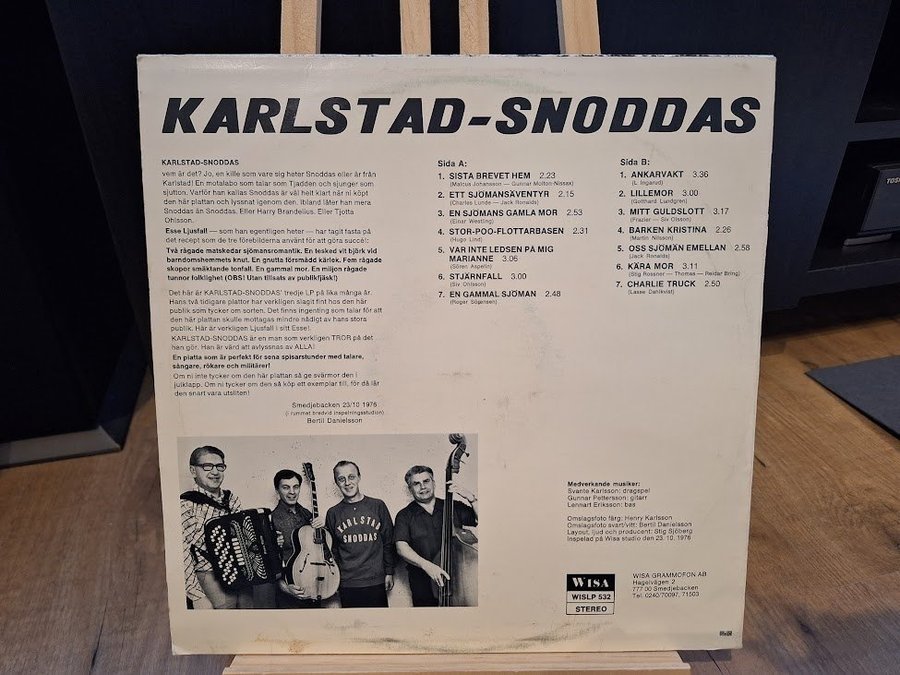 KARLSTAD-SNODDAS
KARLSTAD-SNODDAS
vem är det? Jo, en kille som vare sig heter Snoddas eller är från
Karlstad! En motalabo som talar som Tjadden och sjunger som
sjutton. Varför han kallas Snoddas är väl helt klart när ni köpt
den här plattan och lyssnat igenom den. Ibland låter han mera
Snoddas än Snoddas. Eller Harry Brandelius. Eller Tjotta
Ohlsson.
Esse Ljusfall — som han egentligen heter — har tagit fasta på
det recept som de tre förebilderna använt för att göra succé!:
Två rågade matskedar sjömansromantik. En tesked vit björk vid
barndomshemmets knut. En gnutta försmådd kärlek. Fem rågade
skopor smäktande tonfall. En gammal mor. En miljon rågade
tunnor folklighet (OBS! Utan tillsats av publikfjäsk!)
Det här är KARLSTAD-SNODDAS' tredje LP på lika många år.
Hans två tidigare plattor har verkligen slagit fint hos den här
publik som tycker om sorten. Det finns ingenting som talar för att
den här plattan skulle mottagas mindre nådigt av hans stora
publik. Här är verkligen Ljusfall i sitt Esse!
KARLSTAD-SNODDAS är en man som verkligen TROR på det
han gör. Han är värd att avlyssnas av ALLA!
En platta som är perfekt för sena spisarstunder med talare,
sångare, rökare och militärer!
Om ni inte tycker om den här plattan så ge svärmor den i
julklapp. Om ni tycker om den så köp ett exemplar till, för då lär
den snart vara utsliten!
Smedjebacken 23/10 1976
(i rummet bredvid inspelningsstudion)
Bertil Danielsson
Sida A:
1. SISTA BREVET HEM 2.23
(Matcus Johansson — Gunnar Molton-Nissex)
2. ETT SJÖMANSÄVENTYR 2.15
(Charles Lunde — Jack Ronalds)
3. EN SJÖMANS GAMLA MOR 2.53
(Einar Westling)
4. STOR-POO-FLOTTARBASEN 2.31
(Hugo Lind)
5. VAR INTE LEDSEN PÅ MIG
MARIANNE 3.06
(Sören Aspelin)
6. STJÄRNFALL 3.00
(Siv Ohlsson)
7. EN GAMMAL SJÖMAN 2.48
(Roger Sörensen)
Sida B:
1. ANKARVAKT 3.36
(L. Ingarsd)
2. LILLEMOR 3.00
(Gotthard Lundgren)
3. MITT GULDSLOTT 3.17
(Frazier — Siv Olsson)
4. BARKEN KRISTINA 2.26
(Martin Nilsson)
5. OSS SJÖMÄN EMELLAN 2.58
(Jack Ronalds)
6. KÄRA MOR 3.11
(Stig Rossner — Thomas — Reidar Bring)
7. CHARLIE TRUCK 2.50
(Lasse Dahlkvist)
KARLSTAD
SNODDAS
Medverkande musiker:
Svante Karlsson: dragspel
Gunnar Pettersson: gitarr
Lennart Eriksson: bas
Omslagsfoto färg: Henry Karlsson
Omslagsfoto svart/vitt: Bertil Danielsson
Layout, ljud och producent: Stig Sjöberg
Inspelad på Wisa studio den 23. 10. 1976
WISA
WISLP 532
STEREO
WISA GRAMMOFON AB
Hagelvägen 2
777 00 Smedjebacken
Tel. 0240/70097, 71503